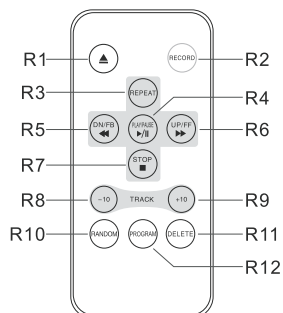 R1
RECORD
R2
R3
REPEAT
R4
R5
DN/FB
PLAY/PAUSE
UP/FF
R6
R7
STOP
R8
-10
TRACK
+10
R9
R10
RANDOM
PROGRAM
DELETE
R11
R12